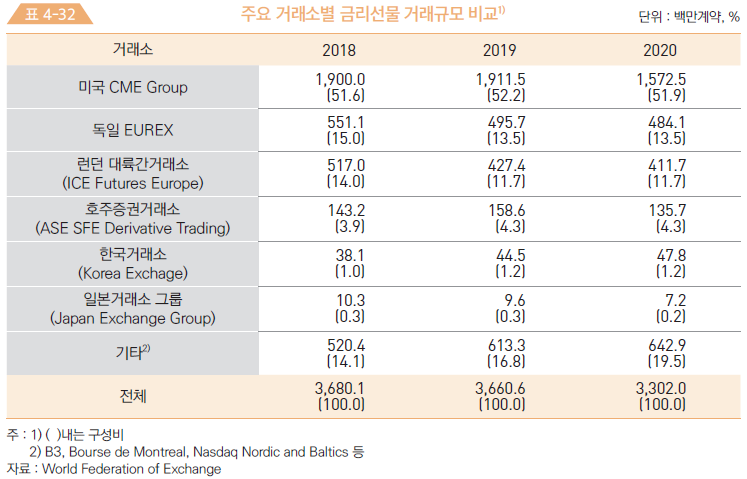 표 4-32
주요 거래소별 금리선물 거래규모 비교1)
단위 : 백만계약, %
거래소 2018 2019 2020
미국 CME Group 1,900.0 1,911.5 1,572.5
(51.6) (52.2) (51.9)
독일 EUREX 551.1 495.7 484.1
(15.0) (13.5) (13.5)
런던 대륙간거래소 517.0 427.4 411.7
(ICE Futures Europe) (14.0) (11.7) (11.7)
호주증권거래소 143.2 158.6 135.7
(ASE SFE Derivative Trading) (3.9) (4.3) (4.3)
한국거래소 38.1 44.5 47.8
(Korea Exchage) (1.0) (1.2) (1.2)
일본거래소 그룹 10.3 9.6 7.2
(Japan Exchange Group) (0.3) (0.3) (0.2)
기타2) 520.4 613.3 642.9
(14.1) (16.8) (19.5)
전체 3,680.1 3,660.6 3,302.0
(100.0) (100.0) (100.0)
주 : 1) ( )내는 구성비
2) B3, Bourse de Montreal, Nasdaq Nordic and Baltics 등
자료 : World Federation of Exchange